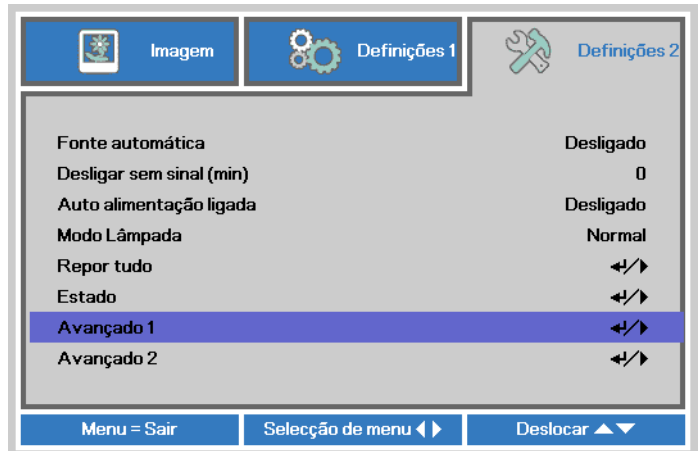 Imagem
Definições 1
Definições 2
Fonte automática Desligado
Desligar sem sinal (min) 0
Auto alimentação ligada Desligado
Modo Lâmpada Normal
Repor tudo
Estado
Avançado 1
Avançado 2
Menu = Sair
Selecção de menu
Deslocar